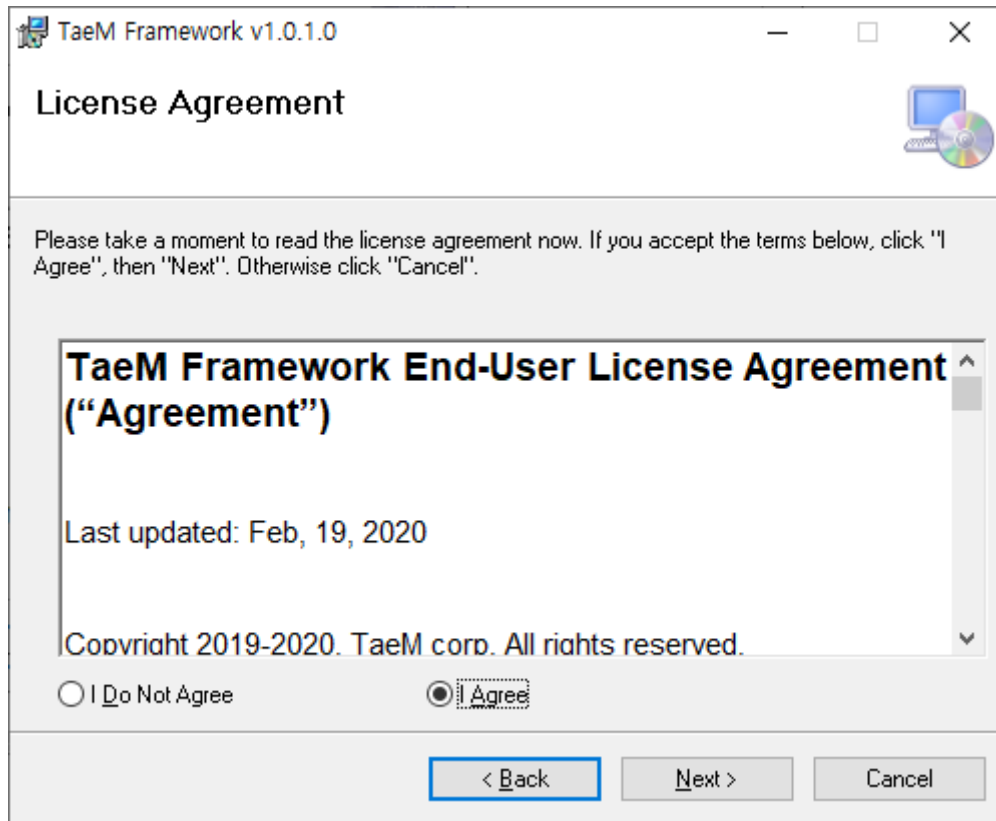 TaeM Framework v1.0.1.0
License Agreement
Please take a moment to read the license agreement now. If you accept the terms below, click "I
Agree", then "Next". Otherwise click "Cancel".
TaeM Framework End-User License Agreement
(“Agreement”)
Last updated: Feb, 19, 2020
Copyright 2019-2020. TaeM corp. All rights reserved.
I Do Not Agree
I Agree
< Back
Next >
Cancel